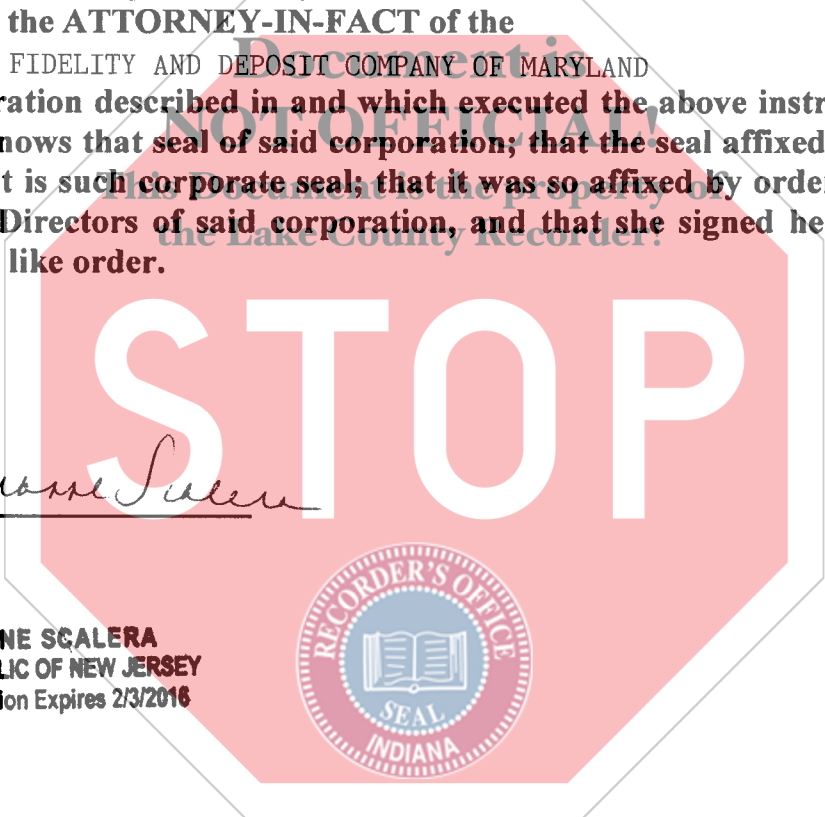 the ATTORNEY-IN-FACT of the
Document is
FIDELITY AND DEPOSIT COMPANY OF MARYLAND
ration described in and which executed the above instr
NOT OFFICIAL!
nows that seal of said corporation; that the seal affixed
t is such corporate seal; that it was so affixed by orde
This Document is the property of
Directors of said corporation, and that she signed he
the Lake County Recorder!
like order.
STOP
Scalera
RECORDER'S OFFICE
SEAL
INDIANA
NE SCALERA
LIC OF NEW JERSEY
ion Expires 2/3/2016